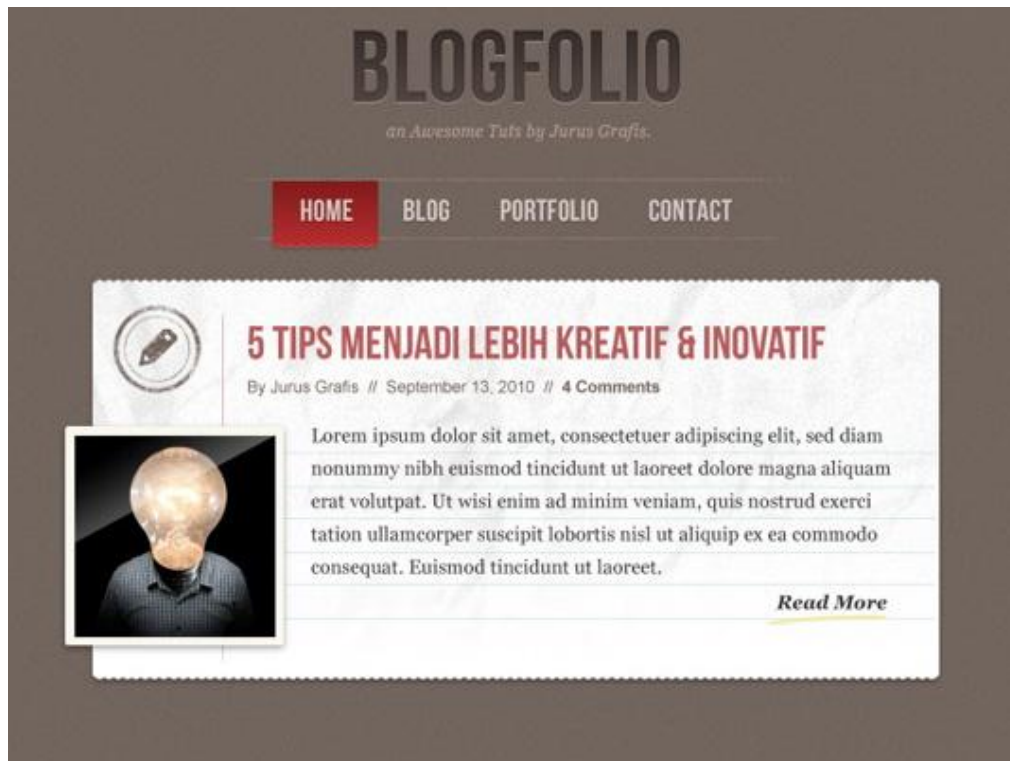 BLOGFOLIO
an Awesome Tuts by Jurus Grafis.
HOME BLOG PORTFOLIO CONTACT
5 TIPS MENJADI LEBIH KREATIF & INOVATIF
By Jurus Grafis // September 13, 2010 // 4 Comments
Lorem ipsum dolor sit amet, consectetuer adipiscing elit, sed diam
nonummy nibh euismod tincidunt ut laoreet dolore magna aliquam
erat volutpat. Ut wisi enim ad minim veniam, quis nostrud exerci
tation ullamcorper suscipit lobortis nisl ut aliquip ex ea commodo
consequat. Euismod tincidunt ut laoreet.
Read More